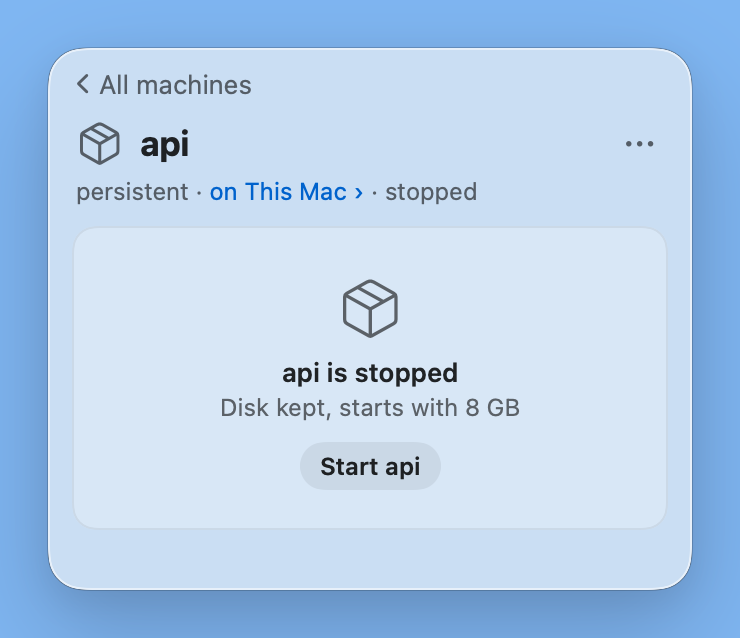 All machines
api
persistent · on This Mac › · stopped
api is stopped
Disk kept, starts with 8 GB
Start api